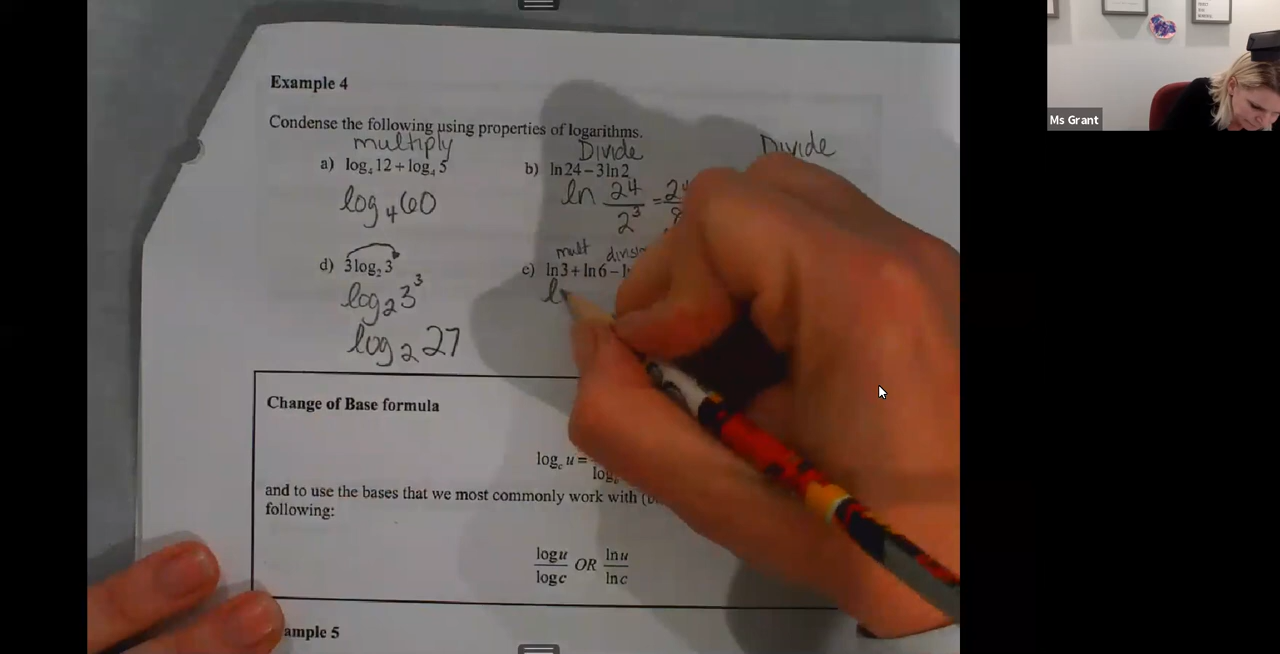 Example 4
Condense the following using properties of logarithms.
multiply
Divide
Divide
a) log₄ 12 + log₄ 5
b) ln 24 – 3 ln 2
log₄ 60
ln 24/2³ =
mult
d) 3 log₂ 3
e) ln 3 + ln 6 –
log₂ 3³
log₂ 27
Change of Base formula
log꜀ u =
and to use the bases that we most commonly work with
following:
log u / log c OR ln u / ln c
ample 5
Ms Grant